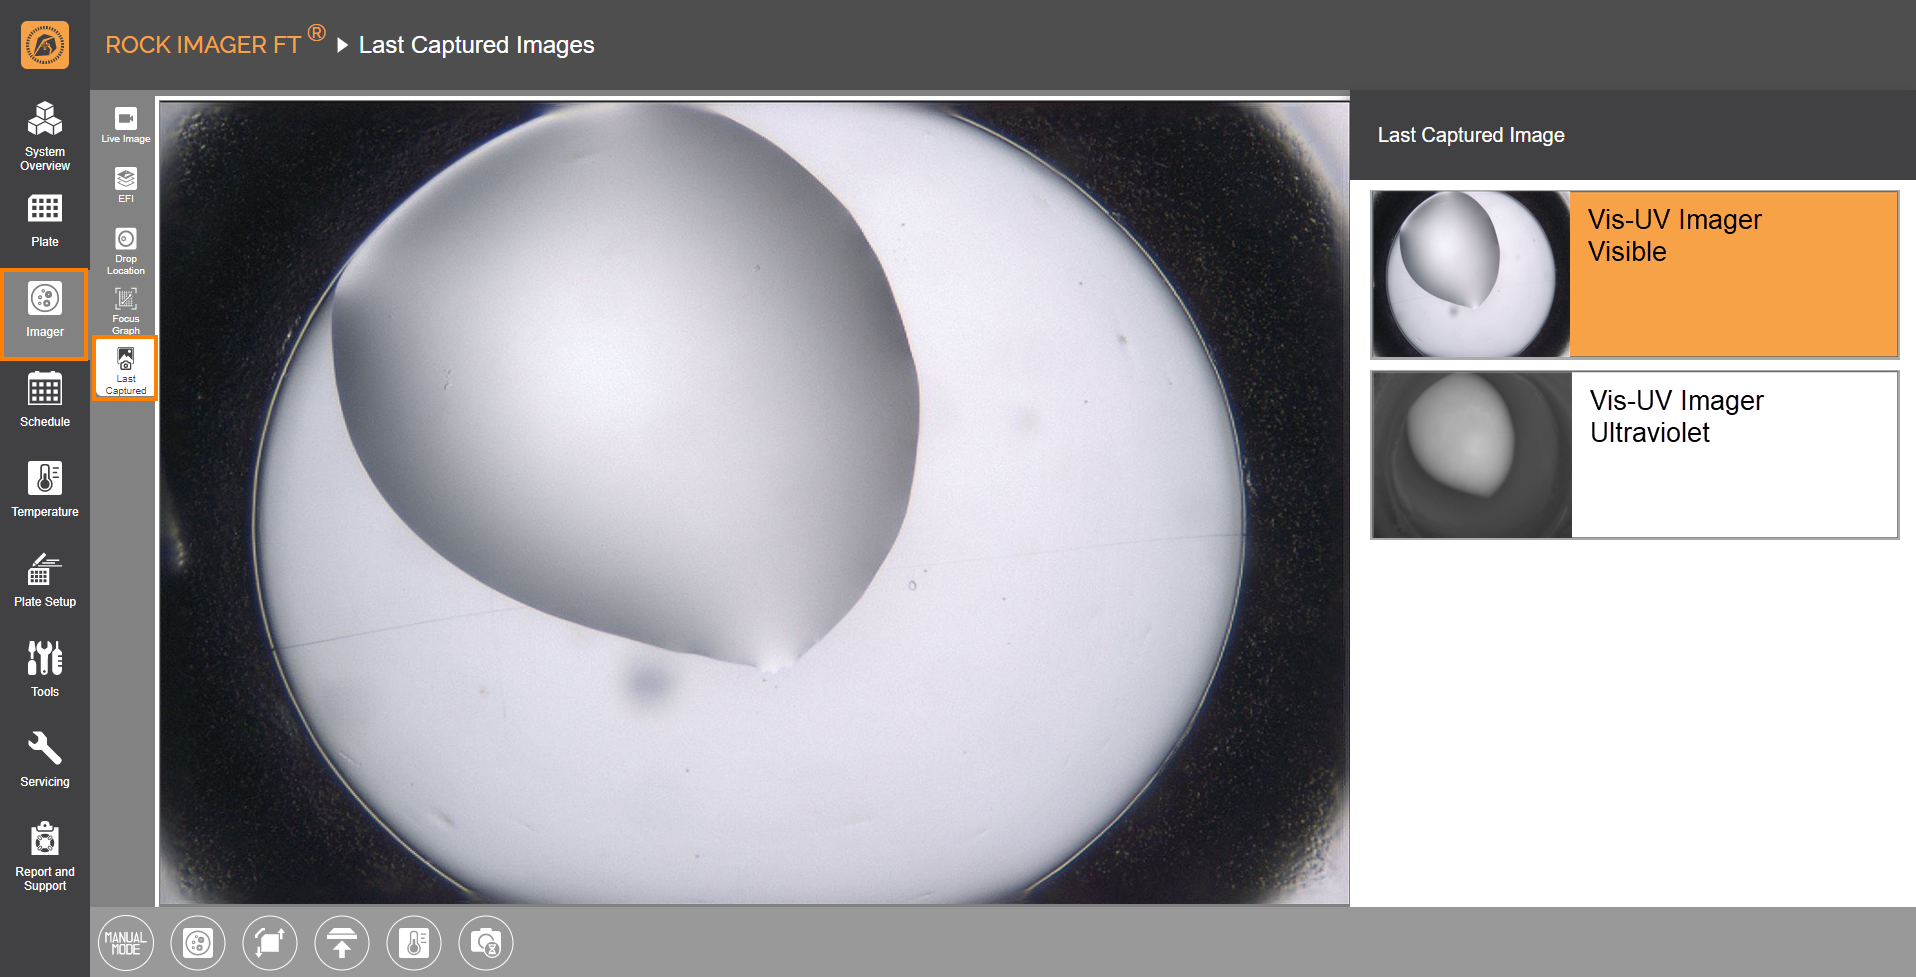 ROCK IMAGER FT ® Last Captured Images
System
Overview
Plate
Imager
Schedule
Temperature
Plate Setup
Tools
Servicing
Report and
Support
Live Image
EFI
Drop
Location
Focus
Graph
Last
Captured
Last Captured Image
Vis-UV Imager
Visible
Vis-UV Imager
Ultraviolet
MANUAL
MODE